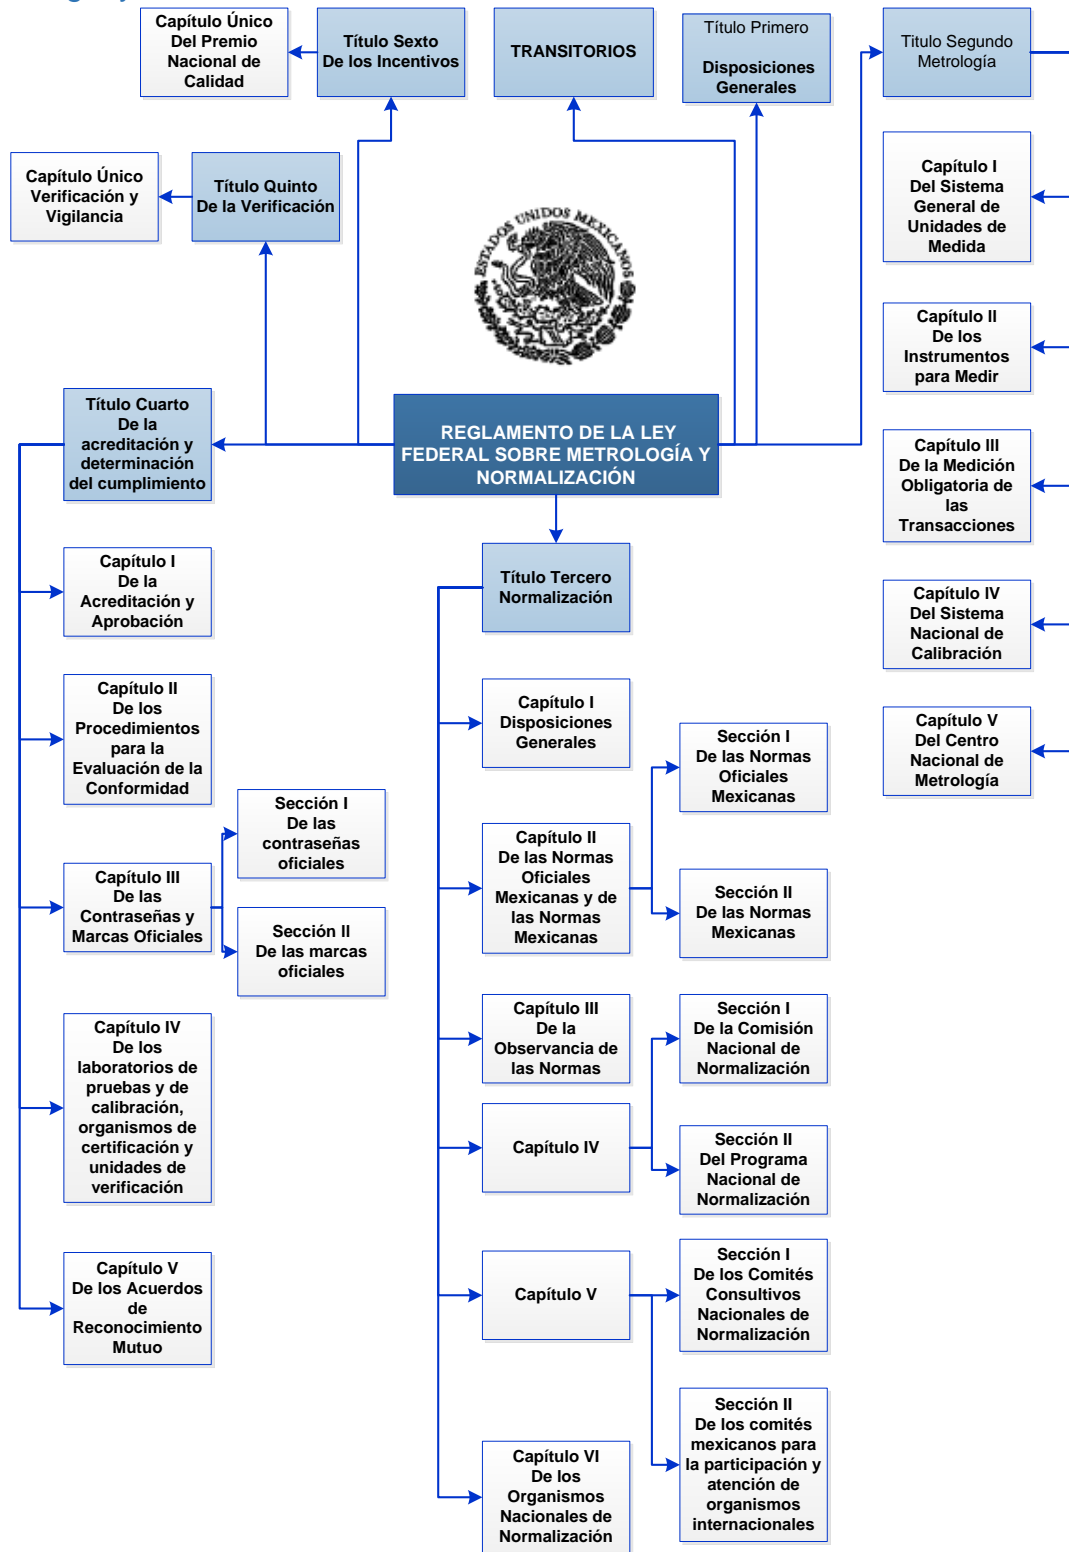 Capítulo Único
Del Premio
Nacional de
Calidad
Título Sexto
De los Incentivos
TRANSITORIOS
Título Primero
Disposiciones
Generales
Titulo Segundo
Metrología
Capítulo Único
Verificación y
Vigilancia
Título Quinto
De la Verificación
ESTADOS UNIDOS MEXICANOS
Capítulo I
Del Sistema
General de
Unidades de
Medida
Capítulo II
De los
Instrumentos
para Medir
Capítulo III
De la Medición
Obligatoria de
las
Transacciones
Capítulo IV
Del Sistema
Nacional de
Calibración
Capítulo V
Del Centro
Nacional de
Metrología
REGLAMENTO DE LA LEY
FEDERAL SOBRE METROLOGÍA Y
NORMALIZACIÓN
Título Cuarto
De la
acreditación y
determinación
del cumplimiento
Capítulo I
De la
Acreditación y
Aprobación
Capítulo II
De los
Procedimientos
para la
Evaluación de la
Conformidad
Capítulo III
De las
Contraseñas y
Marcas Oficiales
Sección I
De las
contraseñas
oficiales
Sección II
De las marcas
oficiales
Capítulo IV
De los
laboratorios de
pruebas y de
calibración,
organismos de
certificación y
unidades de
verificación
Capítulo V
De los Acuerdos
de
Reconocimiento
Mutuo
Título Tercero
Normalización
Capítulo I
Disposiciones
Generales
Capítulo II
De las Normas
Oficiales
Mexicanas y de
las Normas
Mexicanas
Sección I
De las Normas
Oficiales
Mexicanas
Sección II
De las Normas
Mexicanas
Capítulo III
De la
Observancia de
las Normas
Capítulo IV
Sección I
De la Comisión
Nacional de
Normalización
Sección II
Del Programa
Nacional de
Normalización
Capítulo V
Sección I
De los Comités
Consultivos
Nacionales de
Normalización
Sección II
De los comités
mexicanos para
la participación y
atención de
organismos
internacionales
Capítulo VI
De los
Organismos
Nacionales de
Normalización